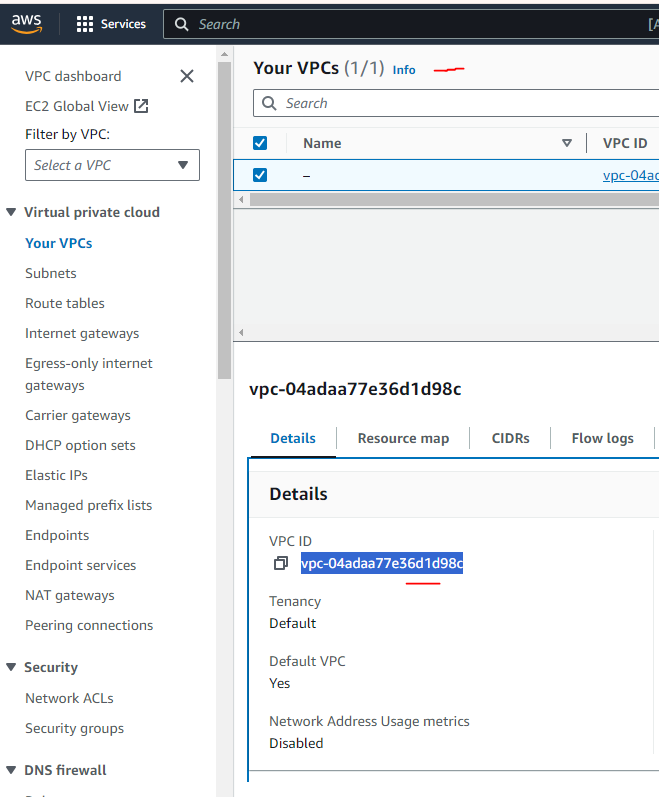 aws
Services
Search
[A
VPC dashboard
EC2 Global View
Filter by VPC:
Select a VPC
Virtual private cloud
Your VPCs
Subnets
Route tables
Internet gateways
Egress-only internet
gateways
Carrier gateways
DHCP option sets
Elastic IPs
Managed prefix lists
Endpoints
Endpoint services
NAT gateways
Peering connections
Security
Network ACLs
Security groups
DNS firewall
Your VPCs (1/1) Info
Search
Name VPC ID
– vpc-04ad
vpc-04adaa77e36d1d98c
Details Resource map CIDRs Flow logs
Details
VPC ID
vpc-04adaa77e36d1d98c
Tenancy
Default
Default VPC
Yes
Network Address Usage metrics
Disabled